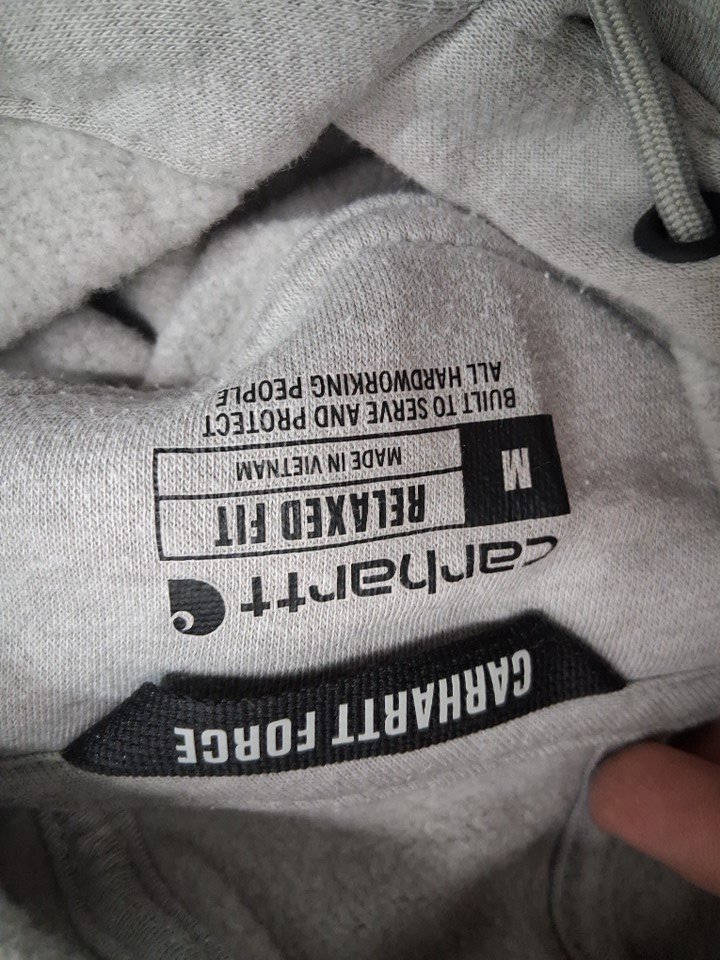 CARHARTT FORCE
carhartt
M
RELAXED FIT
MADE IN VIETNAM
BUILT TO SERVE AND PROTECT
ALL HARDWORKING PEOPLE